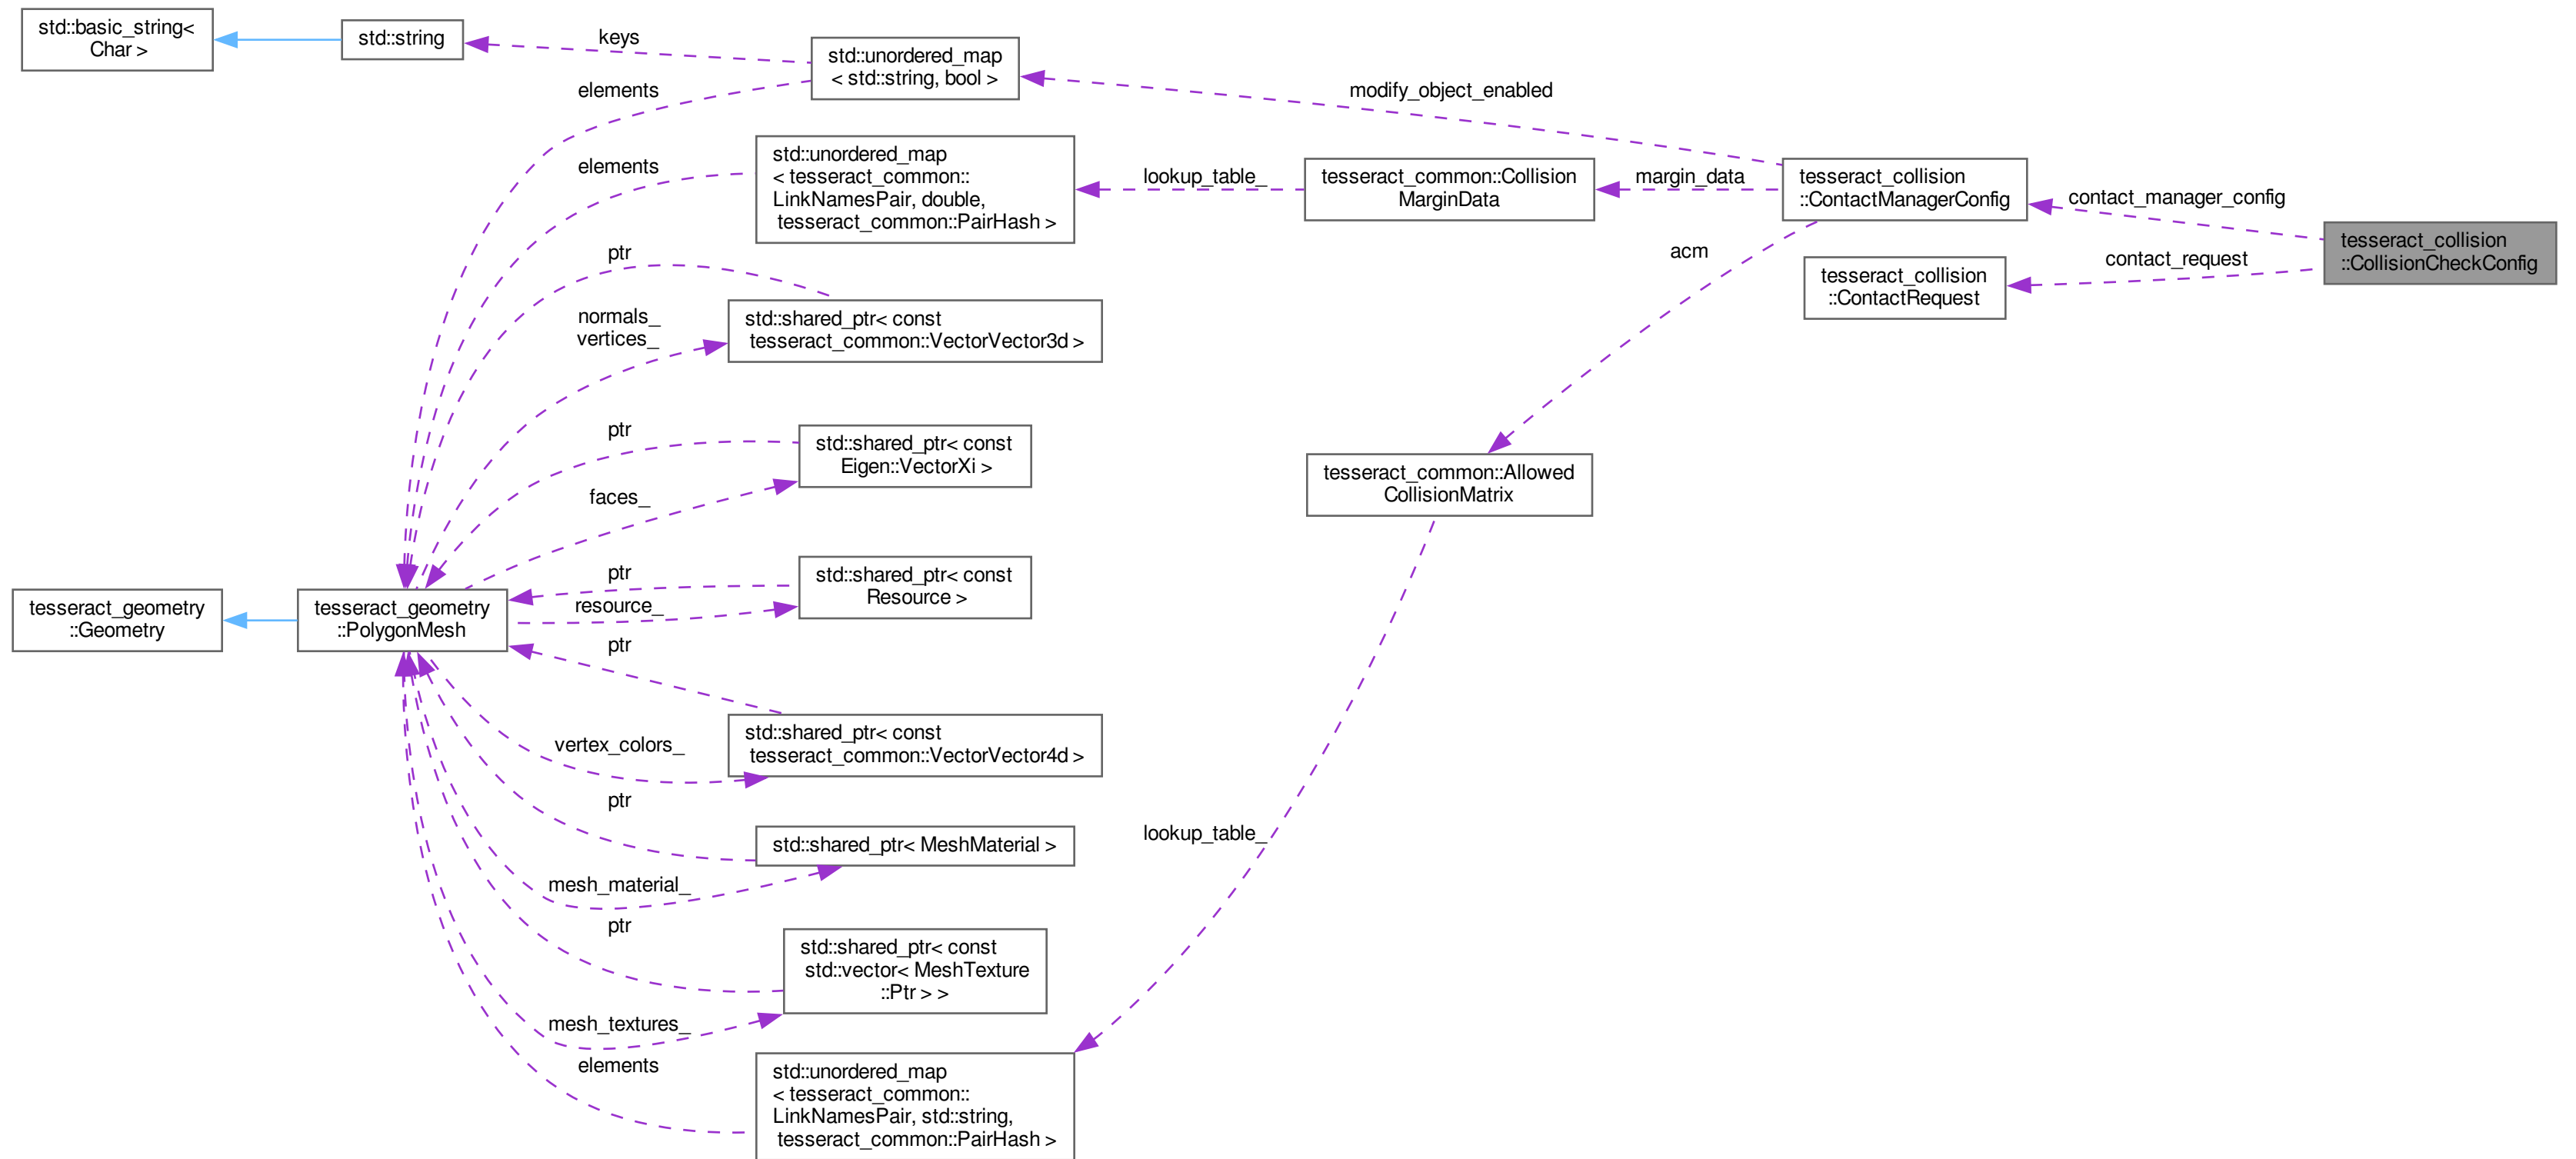 std::basic_string<
Char >
std::string
keys
std::unordered_map
< std::string, bool >
elements
modify_object_enabled
std::unordered_map
< tesseract_common::
LinkNamesPair, double,
tesseract_common::PairHash >
elements
lookup_table_
tesseract_common::Collision
MarginData
margin_data
tesseract_collision
::ContactManagerConfig
contact_manager_config
tesseract_collision
::CollisionCheckConfig
contact_request
tesseract_collision
::ContactRequest
acm
ptr
std::shared_ptr< const
tesseract_common::VectorVector3d >
normals_
vertices_
ptr
std::shared_ptr< const
Eigen::VectorXi >
faces_
tesseract_common::Allowed
CollisionMatrix
ptr
std::shared_ptr< const
Resource >
resource_
tesseract_geometry
::Geometry
tesseract_geometry
::PolygonMesh
ptr
std::shared_ptr< const
tesseract_common::VectorVector4d >
vertex_colors_
ptr
std::shared_ptr< MeshMaterial >
lookup_table_
mesh_material_
ptr
std::shared_ptr< const
std::vector< MeshTexture
::Ptr > >
mesh_textures_
elements
std::unordered_map
< tesseract_common::
LinkNamesPair, std::string,
tesseract_common::PairHash >